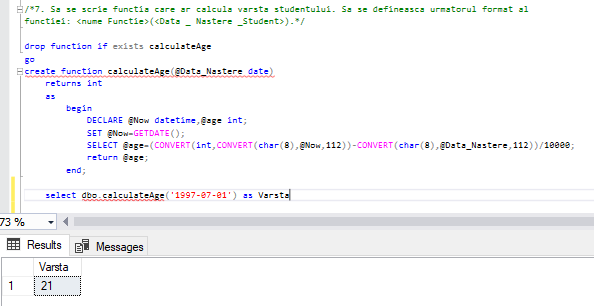 /*7. Sa se scrie functia care ar calcula varsta studentului. Sa se defineasca urmatorul format al
functiei: <nume Functie>(<Data _ Nastere _Student>).*/
drop function if exists calculateAge
go
create function calculateAge(@Data_Nastere date)
returns int
as
begin
DECLARE @Now datetime,@age int;
SET @Now=GETDATE();
SELECT @age=(CONVERT(int,CONVERT(char(8),@Now,112))-CONVERT(char(8),@Data_Nastere,112))/10000;
return @age;
end;
select dbo.calculateAge('1997-07-01') as Varsta
73 %
Results Messages
Varsta
1 21